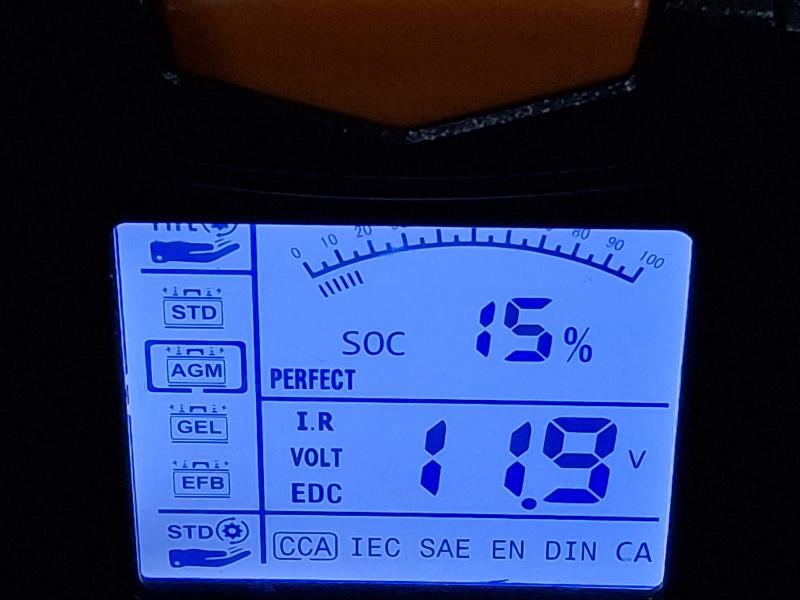 0 10 20 80 90 100
STD
AGM
GEL
EFB
STD
SOC 15%
PERFECT
I.R
VOLT
EDC
11.9 V
CCA IEC SAE EN DIN CA